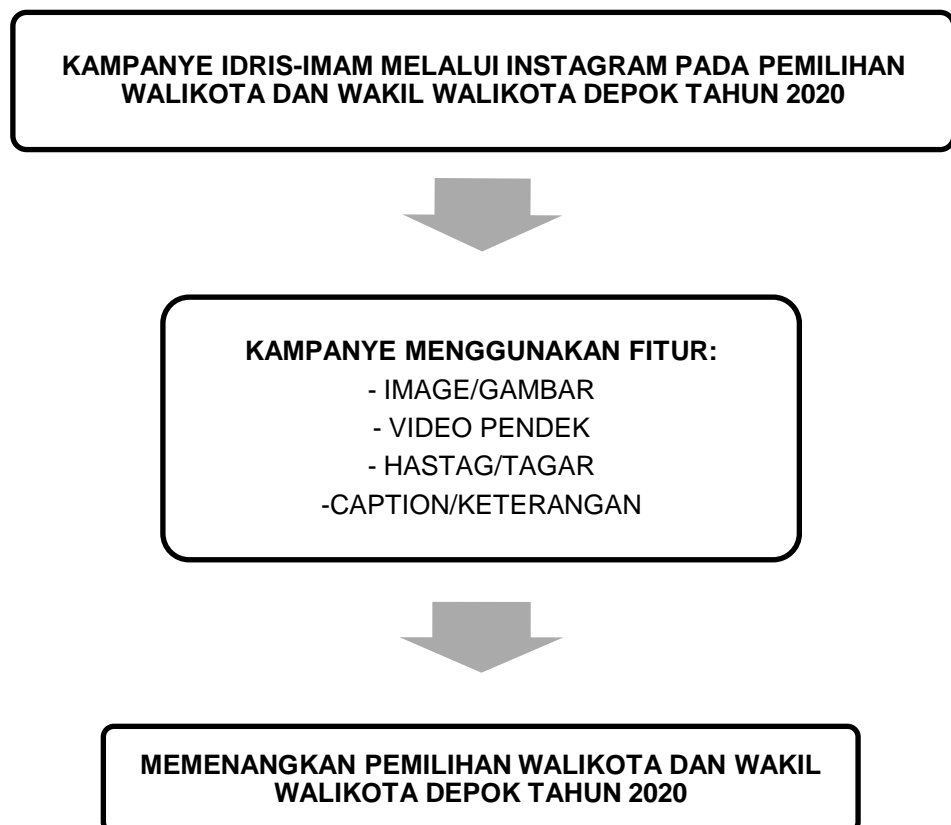 KAMPANYE IDRIS-IMAM MELALUI INSTAGRAM PADA PEMILIHAN
WALIKOTA DAN WAKIL WALIKOTA DEPOK TAHUN 2020
KAMPANYE MENGGUNAKAN FITUR:
- IMAGE/GAMBAR
- VIDEO PENDEK
- HASTAG/TAGAR
-CAPTION/KETERANGAN
MEMENANGKAN PEMILIHAN WALIKOTA DAN WAKIL
WALIKOTA DEPOK TAHUN 2020